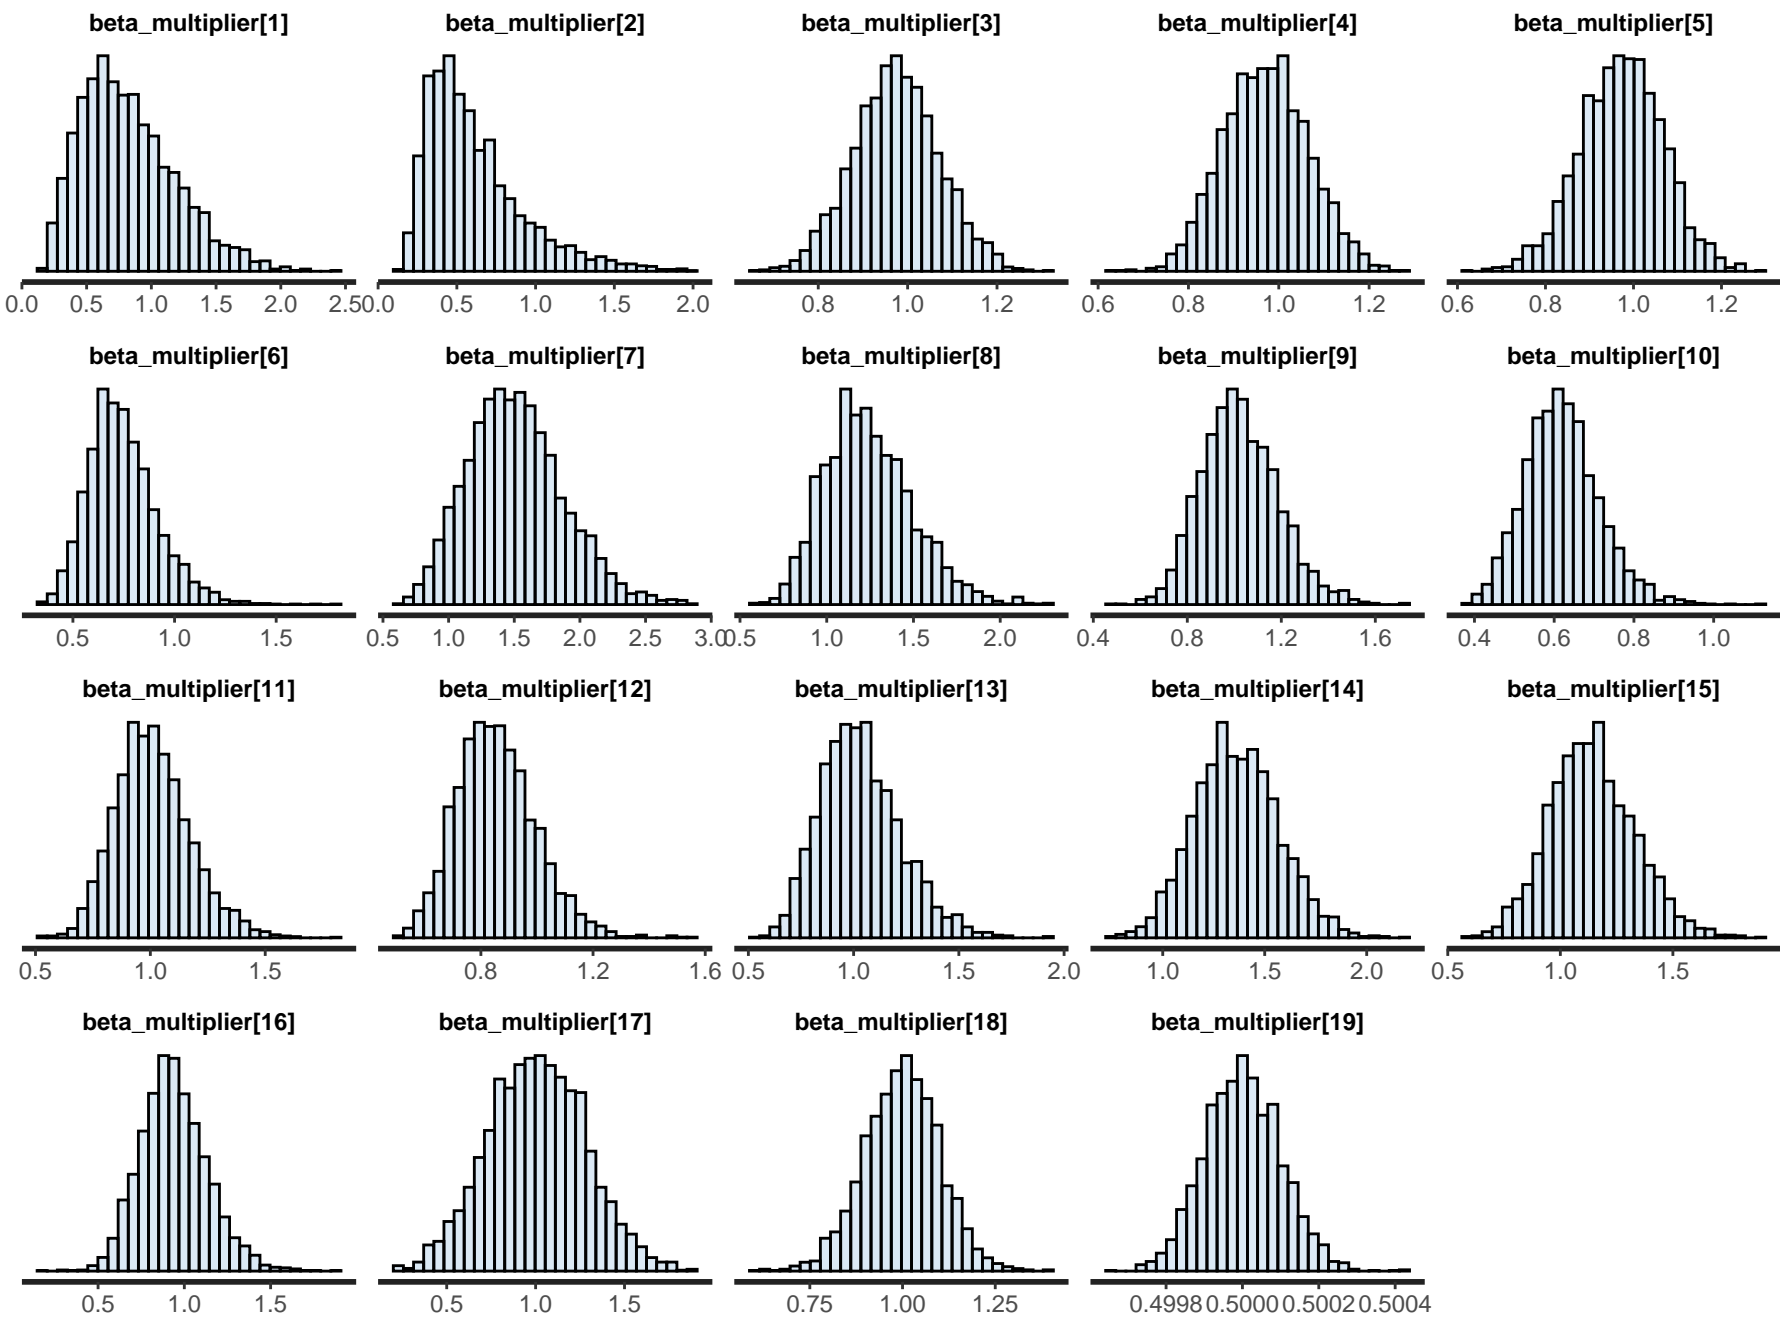 beta_multiplier[1] beta_multiplier[2] beta_multiplier[3] beta_multiplier[4] beta_multiplier[5]
0.0 0.5 1.0 1.5 2.0 2.5 0.0 0.5 1.0 1.5 2.0 0.8 1.0 1.2 0.6 0.8 1.0 1.2 0.6 0.8 1.0 1.2
beta_multiplier[6] beta_multiplier[7] beta_multiplier[8] beta_multiplier[9] beta_multiplier[10]
0.5 1.0 1.5 0.5 1.0 1.5 2.0 2.5 3.0 0.5 1.0 1.5 2.0 0.4 0.8 1.2 1.6 0.4 0.6 0.8 1.0
beta_multiplier[11] beta_multiplier[12] beta_multiplier[13] beta_multiplier[14] beta_multiplier[15]
0.5 1.0 1.5 0.8 1.2 1.6 0.5 1.0 1.5 2.0 1.0 1.5 2.0 0.5 1.0 1.5
beta_multiplier[16] beta_multiplier[17] beta_multiplier[18] beta_multiplier[19]
0.5 1.0 1.5 0.5 1.0 1.5 0.75 1.00 1.25 0.4998 0.5000 0.5002 0.5004